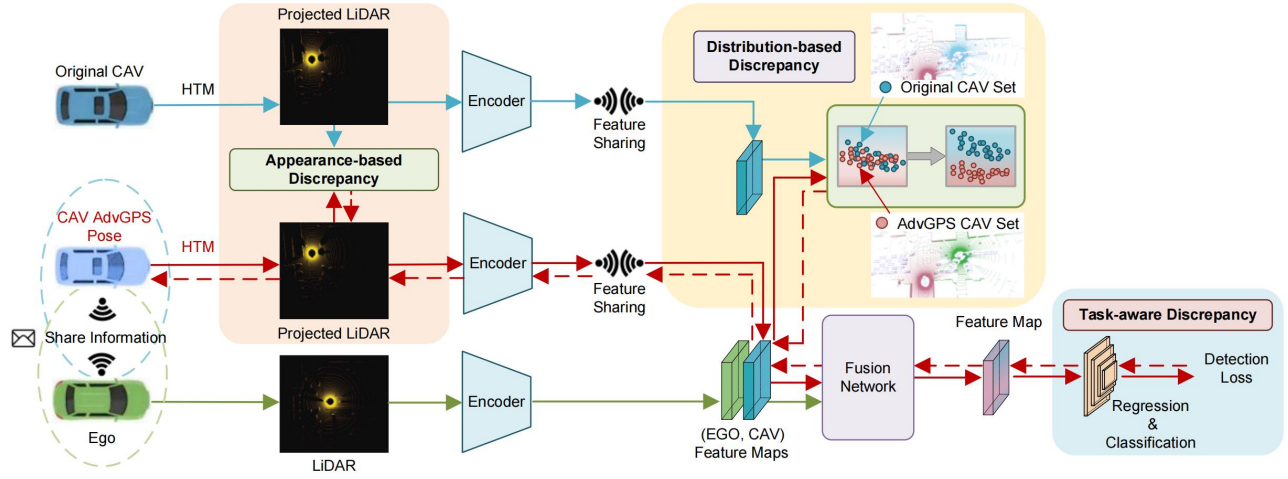 Projected LiDAR
Original CAV
HTM
Encoder
Feature
Sharing
Distribution-based
Discrepancy
Original CAV Set
Appearance-based
Discrepancy
CAV AdvGPS
Pose
HTM
Encoder
Feature
Sharing
AdvGPS CAV Set
Share Information
Projected LiDAR
Ego
LiDAR
Encoder
(EGO, CAV)
Feature Maps
Fusion
Network
Feature Map
Task-aware Discrepancy
Detection
Loss
Regression
&
Classification